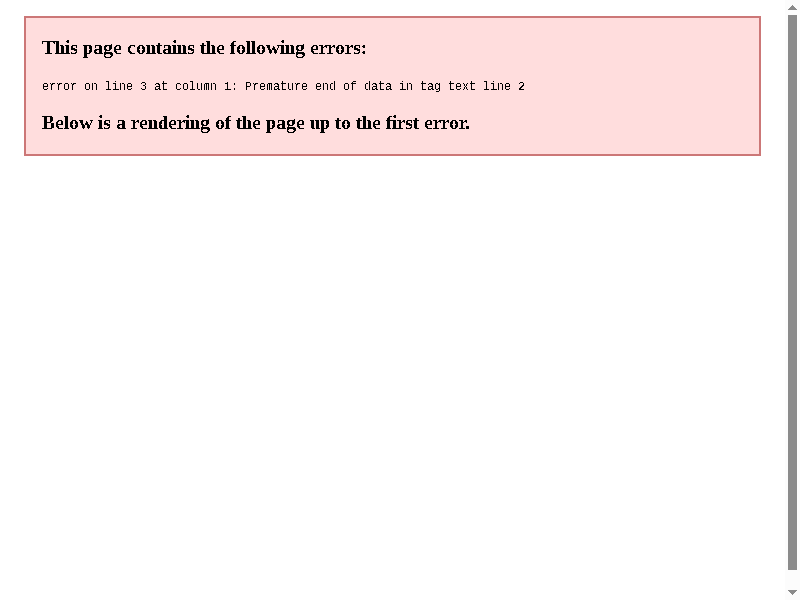 This page contains the following errors:
error on line 3 at column 1: Premature end of data in tag text line 2
Below is a rendering of the page up to the first error.